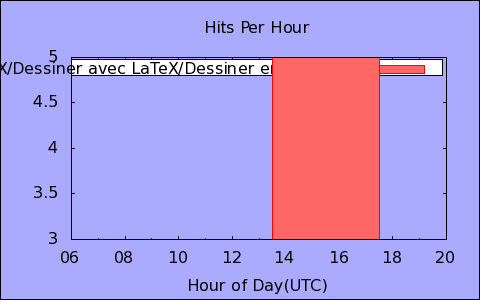 Hits Per Hour
X/Dessiner avec LaTeX/Dessiner en
5
4.5
4
3.5
3
06 08 10 12 14 16 18 20
Hour of Day(UTC)